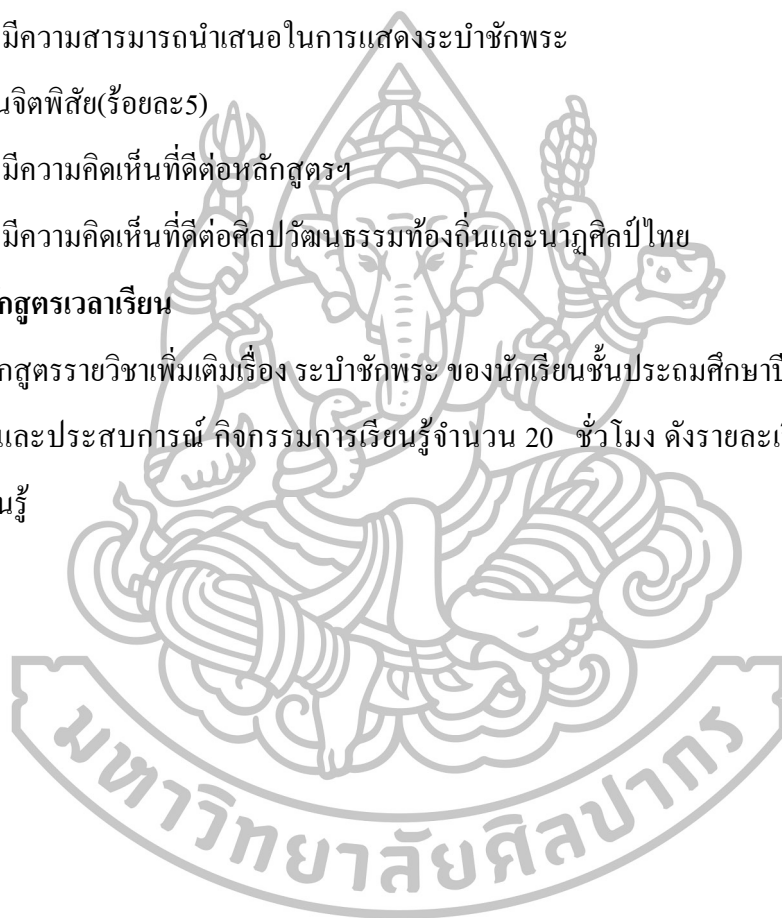 มีความสารมารถนำเสนอในการแสดงระบำชักพระ
นจิตพิสัย(ร้อยละ5)
มีความคิดเห็นที่ดีต่อหลักสูตรฯ
มีความคิดเห็นที่ดีต่อศิลปวัฒนธรรมท้องถิ่นและนาฏศิลป์ไทย
กสูตรเวลาเรียน
กสูตรรายวิชาเพิ่มเติมเรื่อง ระบำชักพระ ของนักเรียนชั้นประถมศึกษาปี
และประสบการณ์ กิจกรรมการเรียนรู้จำนวน 20 ชั่วโมง ดังรายละเ
นรู้
มหาวิทยาลัยศิลปากร